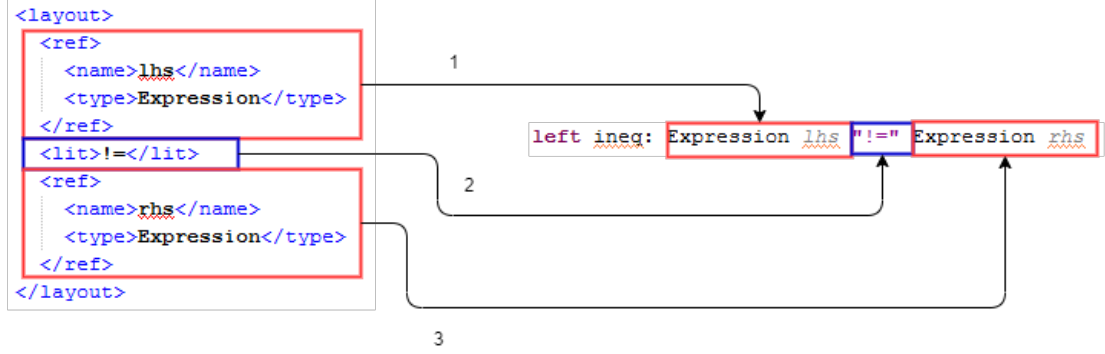 <layout>
<ref>
<name>lhs</name>
<type>Expression</type>
</ref>
<lit>!=</lit>
<ref>
<name>rhs</name>
<type>Expression</type>
</ref>
</layout>
1
left ineq: Expression lhs "!=" Expression rhs
2
3